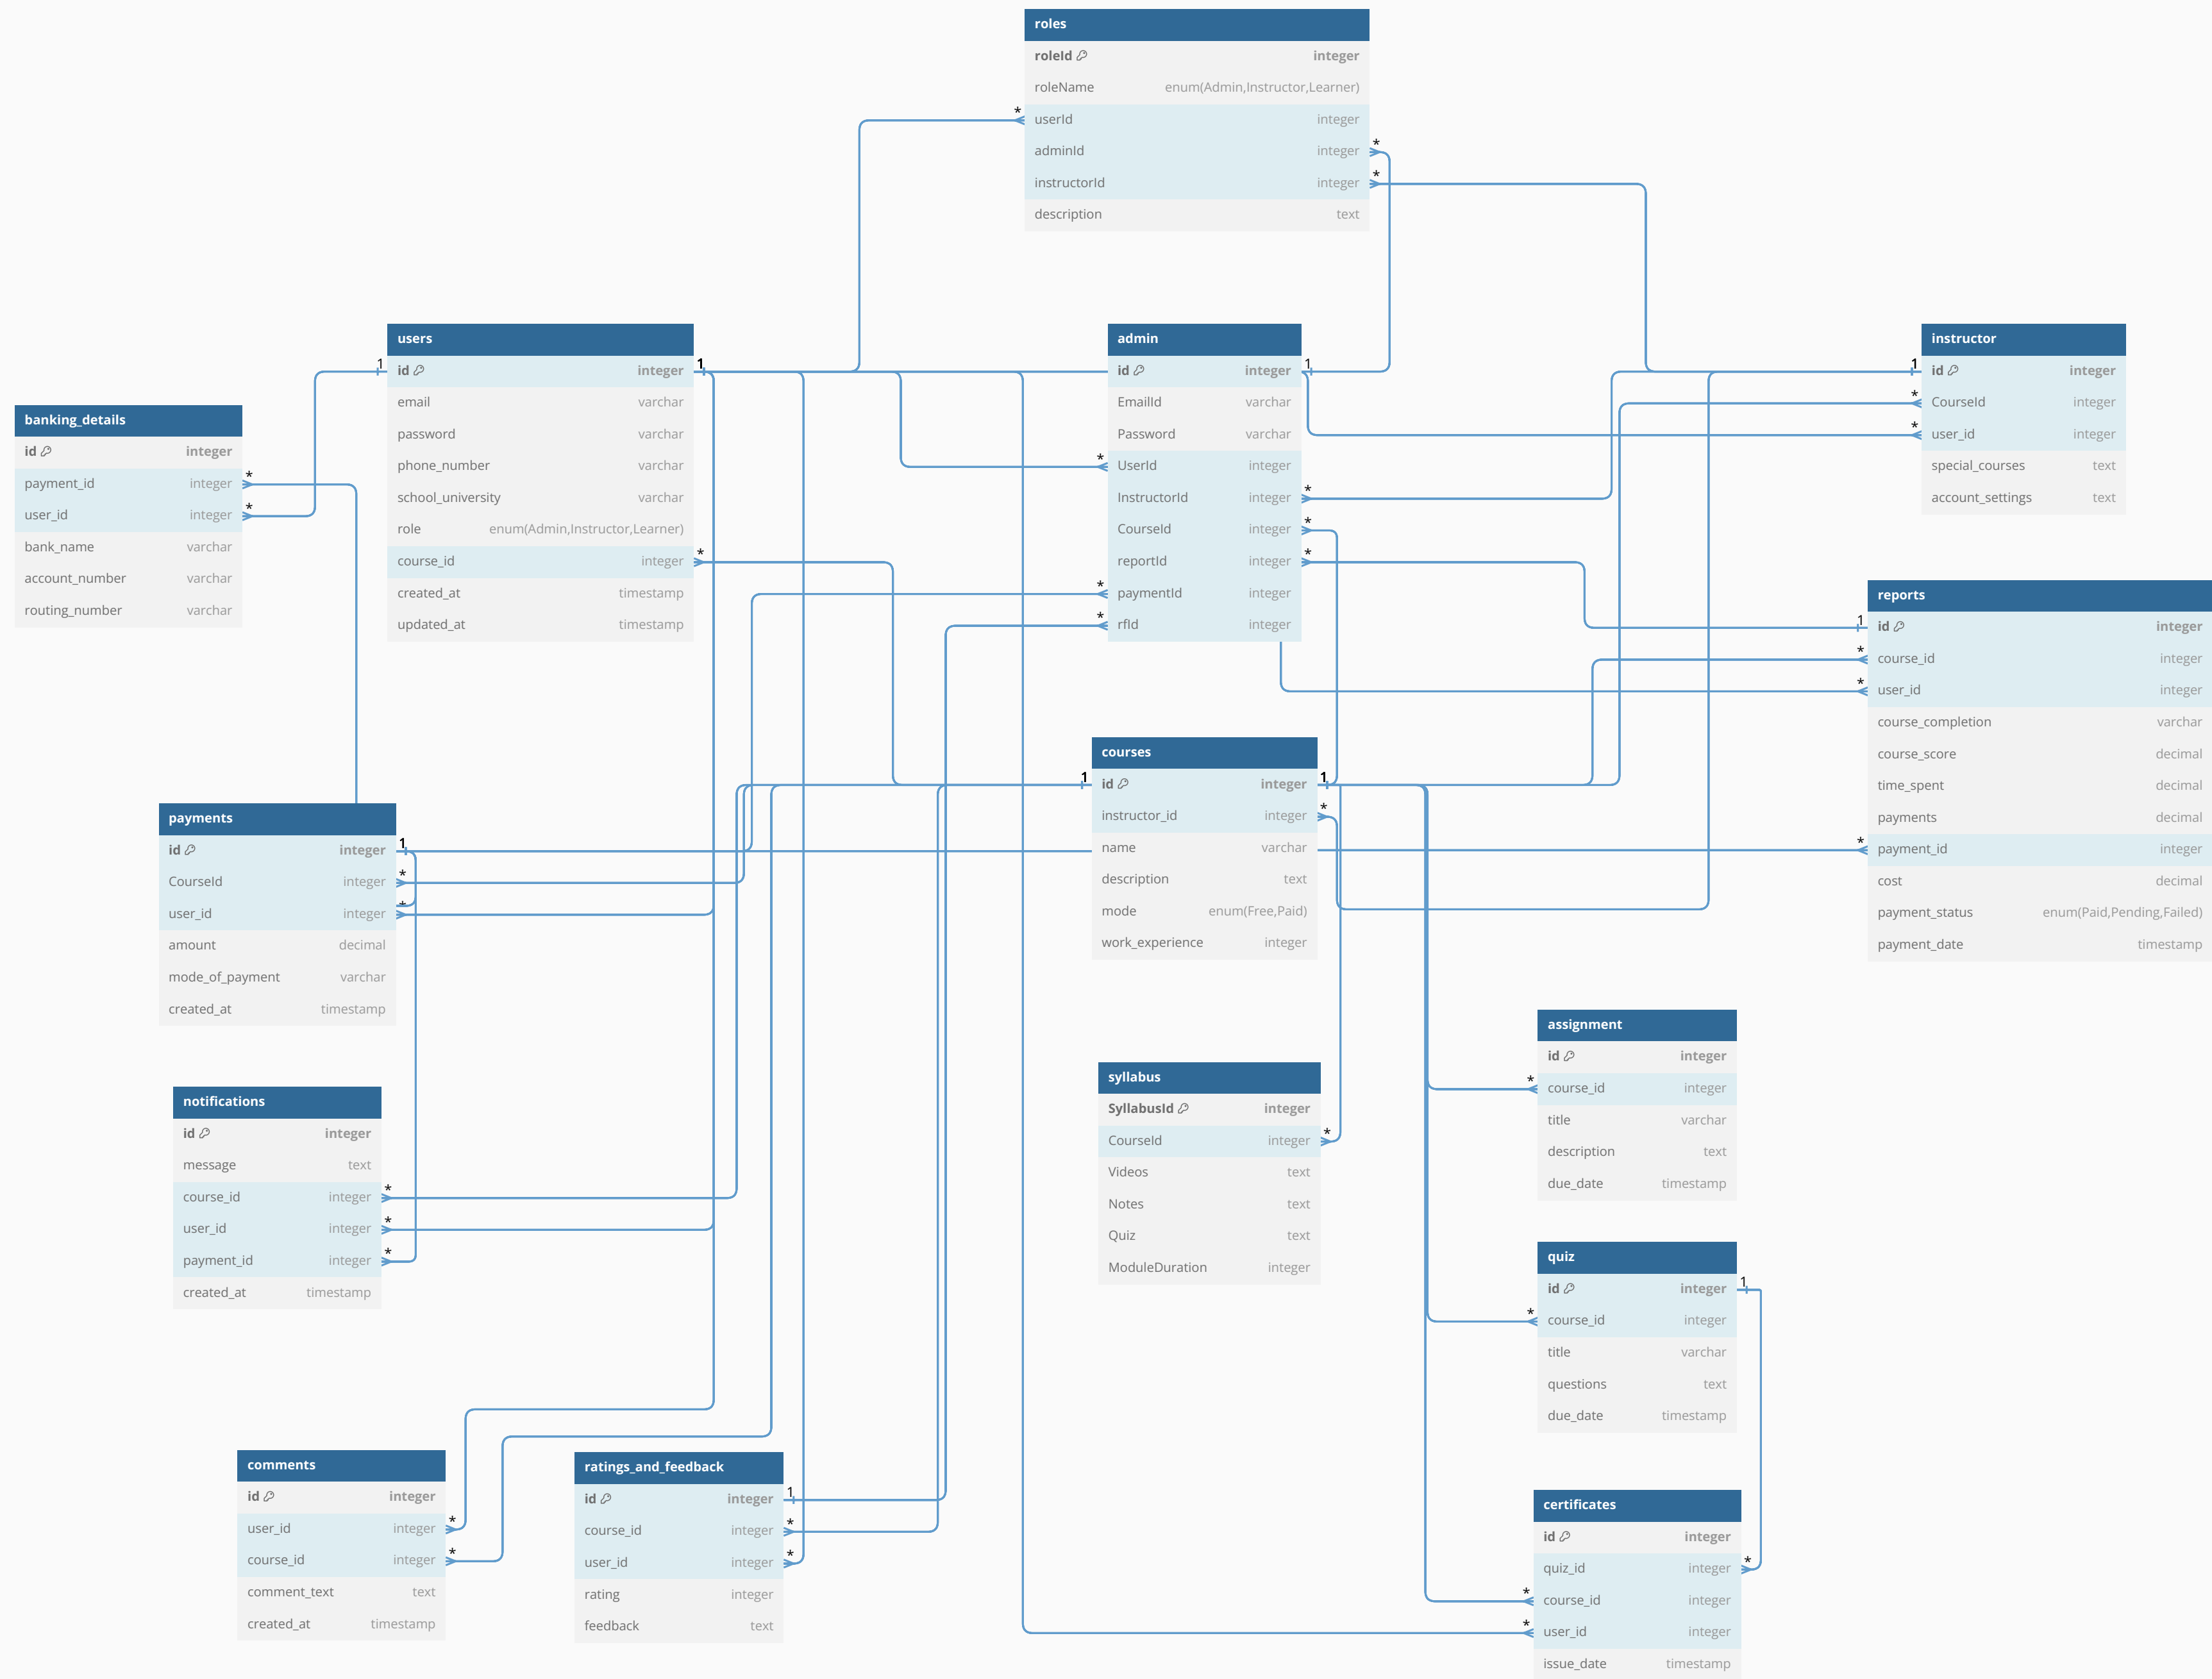 roles
roleId integer
roleName enum(Admin,Instructor,Learner)
* userId integer
adminId integer *
instructorId integer *
description text
users
1 id integer 1
email varchar
password varchar
phone_number varchar
school_university varchar
role enum(Admin,Instructor,Learner)
course_id integer *
created_at timestamp
updated_at timestamp
admin
id integer 1
EmailId varchar
Password varchar
* UserId integer
InstructorId integer *
CourseId integer *
reportId integer *
* paymentId integer
* rfId integer
instructor
1 id integer
* CourseId integer
* user_id integer
special_courses text
account_settings text
banking_details
id integer
payment_id integer *
user_id integer *
bank_name varchar
account_number varchar
routing_number varchar
reports
1 id integer
* course_id integer
* user_id integer
course_completion varchar
course_score decimal
time_spent decimal
payments decimal
* payment_id integer
cost decimal
payment_status enum(Paid,Pending,Failed)
payment_date timestamp
courses
1 id integer 1
instructor_id integer *
name varchar
description text
mode enum(Free,Paid)
work_experience integer
payments
id integer 1
CourseId integer *
user_id integer *
amount decimal
mode_of_payment varchar
created_at timestamp
assignment
id integer
* course_id integer
title varchar
description text
due_date timestamp
syllabus
SyllabusId integer
CourseId integer *
Videos text
Notes text
Quiz text
ModuleDuration integer
notifications
id integer
message text
course_id integer *
user_id integer *
payment_id integer *
created_at timestamp
quiz
id integer 1
* course_id integer
title varchar
questions text
due_date timestamp
comments
id integer
user_id integer *
course_id integer *
comment_text text
created_at timestamp
ratings_and_feedback
id integer 1
course_id integer *
user_id integer *
rating integer
feedback text
certificates
id integer
quiz_id integer *
* course_id integer
* user_id integer
issue_date timestamp